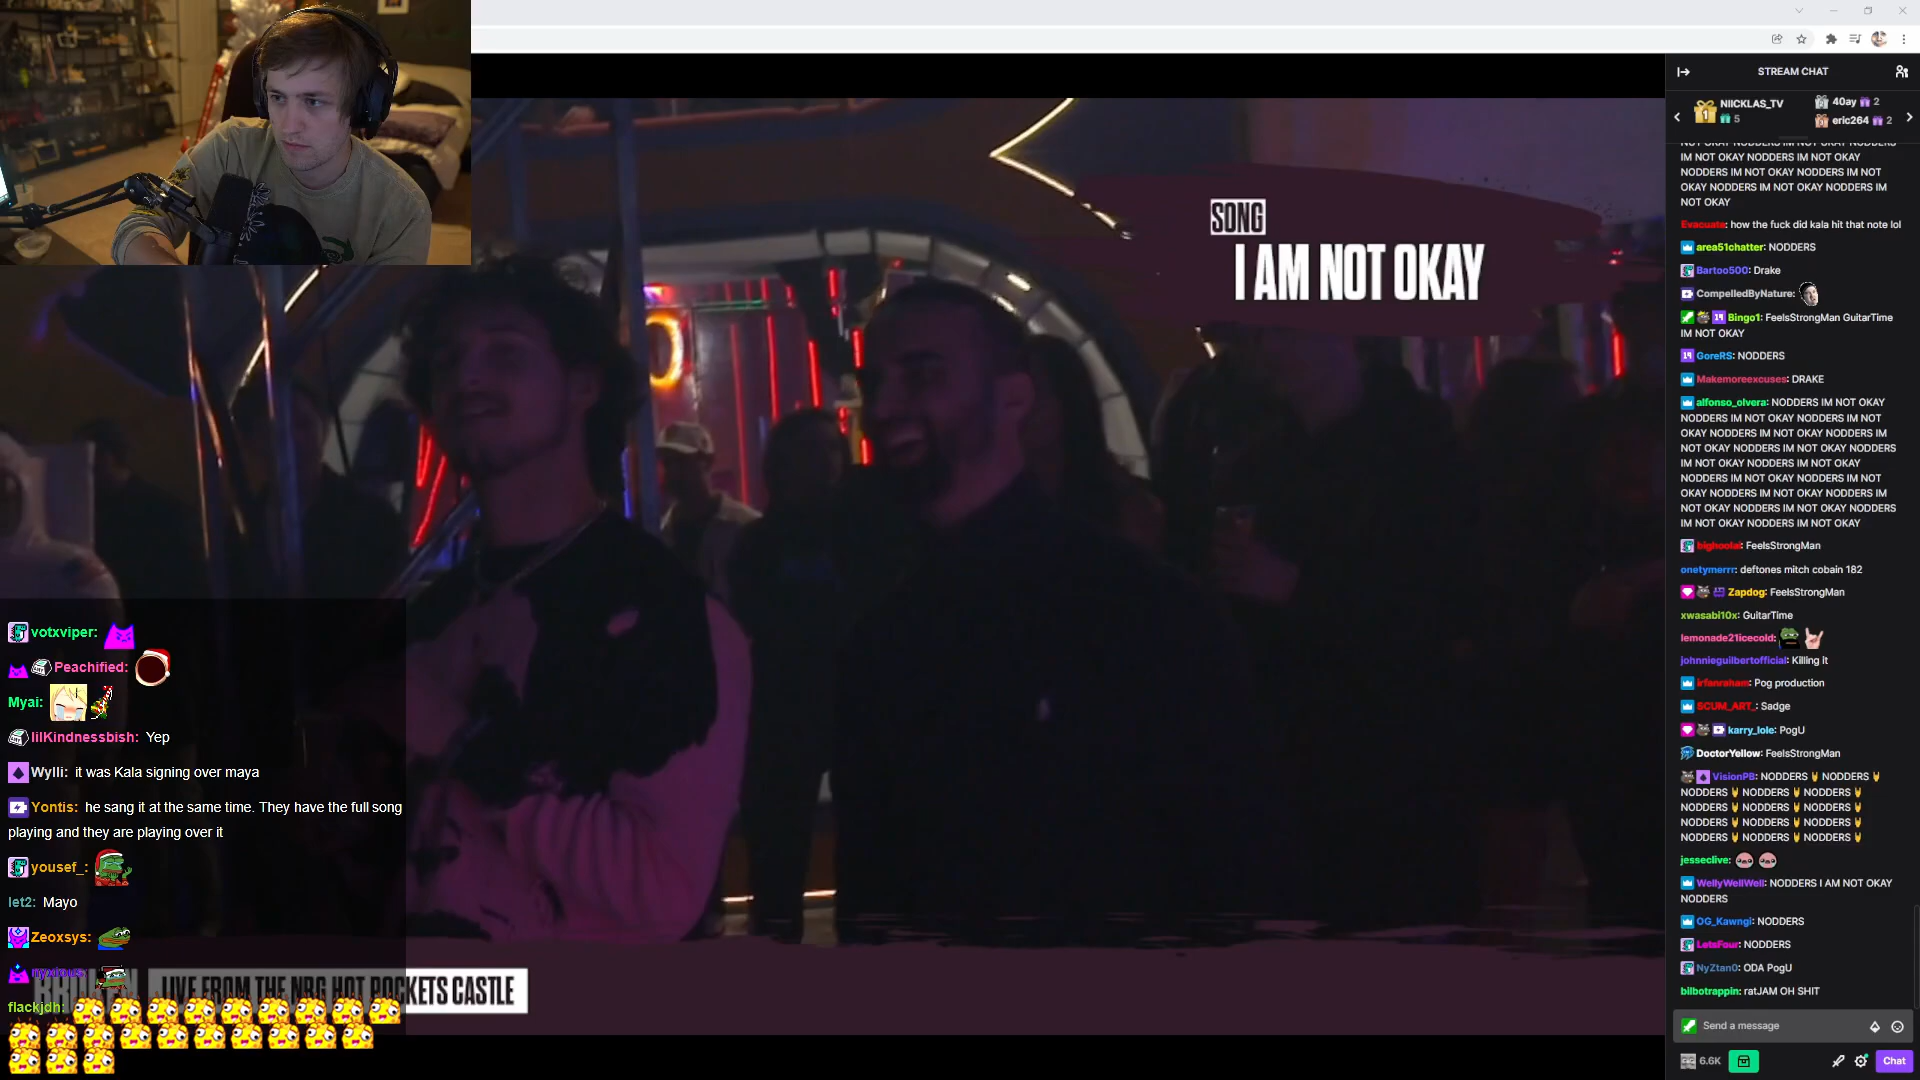 STREAM CHAT
NIICKLAS_TV
5
40ay 2
eric264 2
IM NOT OKAY NODDERS IM NOT OKAY
NODDERS IM NOT OKAY NODDERS IM NOT
OKAY NODDERS IM NOT OKAY NODDERS IM
NOT OKAY
Evacuata: how the fuck did kala hit that note lol
area51chatter: NODDERS
Bartoo500: Drake
CompelledByNature:
Bingo1: FeelsStrongMan GuitarTime
IM NOT OKAY
GoreRS: NODDERS
Makemoreexcuses: DRAKE
alfonso_olvera: NODDERS IM NOT OKAY
NODDERS IM NOT OKAY NODDERS IM NOT
OKAY NODDERS IM NOT OKAY NODDERS IM
NOT OKAY NODDERS IM NOT OKAY NODDERS
IM NOT OKAY NODDERS IM NOT OKAY
NODDERS IM NOT OKAY NODDERS IM NOT
OKAY NODDERS IM NOT OKAY NODDERS IM
NOT OKAY NODDERS IM NOT OKAY NODDERS
IM NOT OKAY NODDERS IM NOT OKAY
FeelsStrongMan
onetymerrr: deftones mitch cobain 182
Zapdog: FeelsStrongMan
xwasabi10x: GuitarTime
lemonade21icecold:
johnnieguilbertofficial: Killing it
irfanraham: Pog production
SCUM_ART_: Sadge
karry_lole: PogU
DoctorYellow: FeelsStrongMan
VisionPB: NODDERS NODDERS
NODDERS NODDERS NODDERS
NODDERS NODDERS NODDERS
NODDERS NODDERS NODDERS
NODDERS NODDERS NODDERS
jesseclive:
WellyWellWell: NODDERS I AM NOT OKAY
NODDERS
OG_Kawngi: NODDERS
LetsFour: NODDERS
NyZtan0: ODA PogU
bilbotrappin: ratJAM OH SHIT
Send a message
6.6K
Chat
SONG
I AM NOT OKAY
votxviper:
Peachified:
Myai:
lilKindnessbish: Yep
Wylli: it was Kala signing over maya
Yontis: he sang it at the same time. They have the full song
playing and they are playing over it
yousef_:
let2: Mayo
Zeoxsys:
nyxious
flackjdh:
LIVE FROM THE NRG HOT POCKETS CASTLE